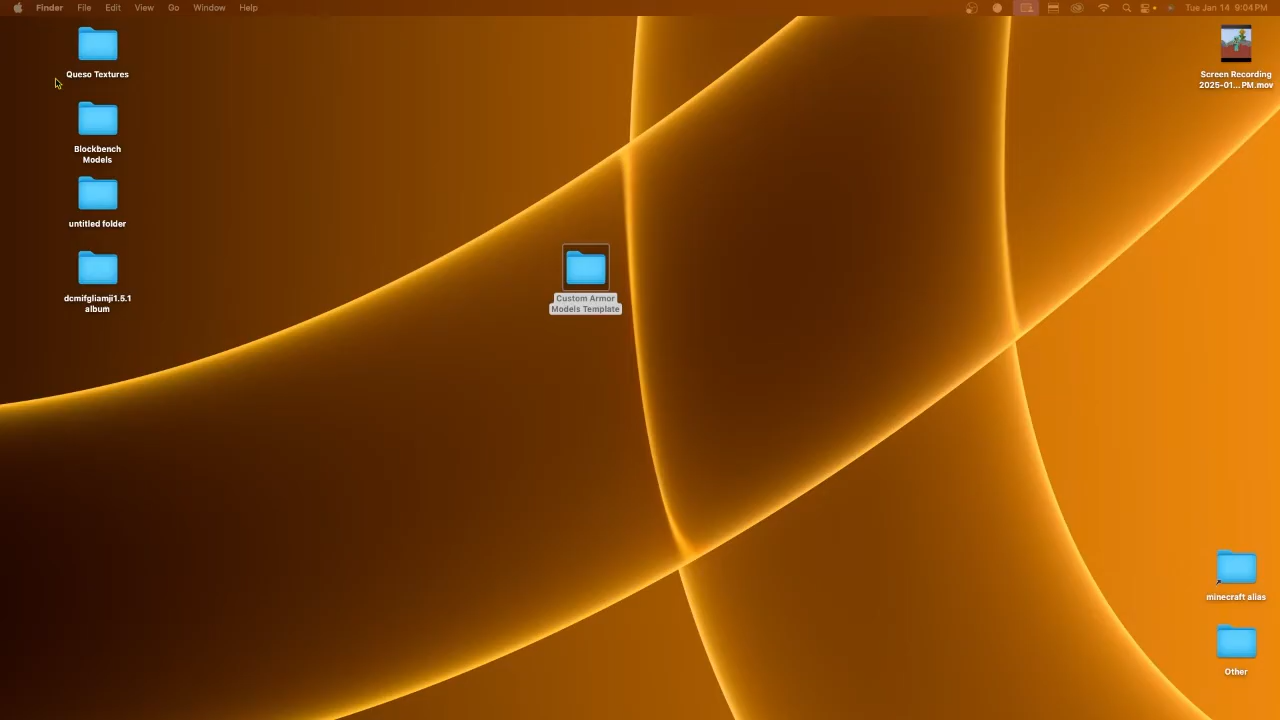 Finder File Edit View Go Window Help
Tue Jan 14 9:04 PM
Queso Textures
Screen Recording
2025-01...PM.mov
Blockbench
Models
untitled folder
dcmifgliamji1.5.1
album
Custom Armor
Models Template
minecraft alias
Other